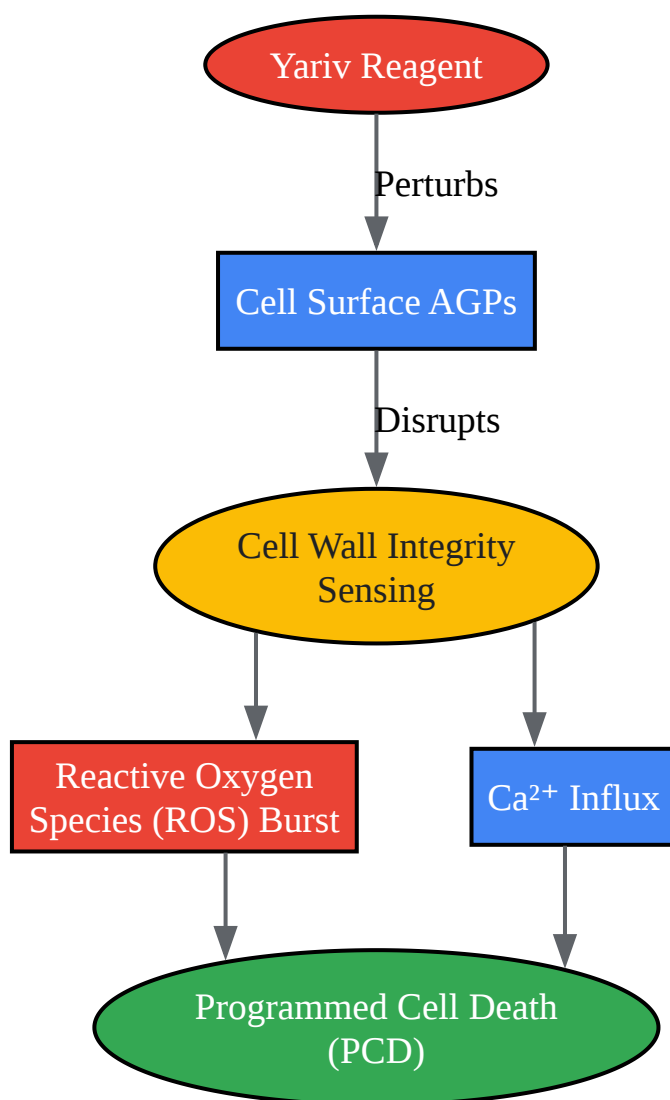 Yariv Reagent
Perturbs
Cell Surface AGPs
Disrupts
Cell Wall Integrity
Sensing
Reactive Oxygen
Species (ROS) Burst
Ca²⁺ Influx
Programmed Cell Death
(PCD)